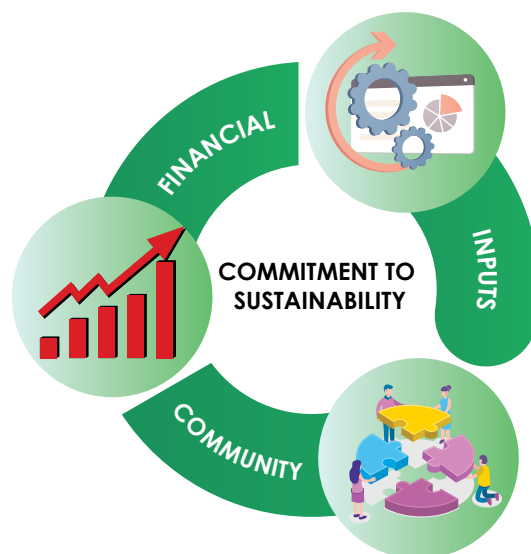 FINANCIAL
INPUTS
COMMITMENT TO
SUSTAINABILITY
COMMUNITY